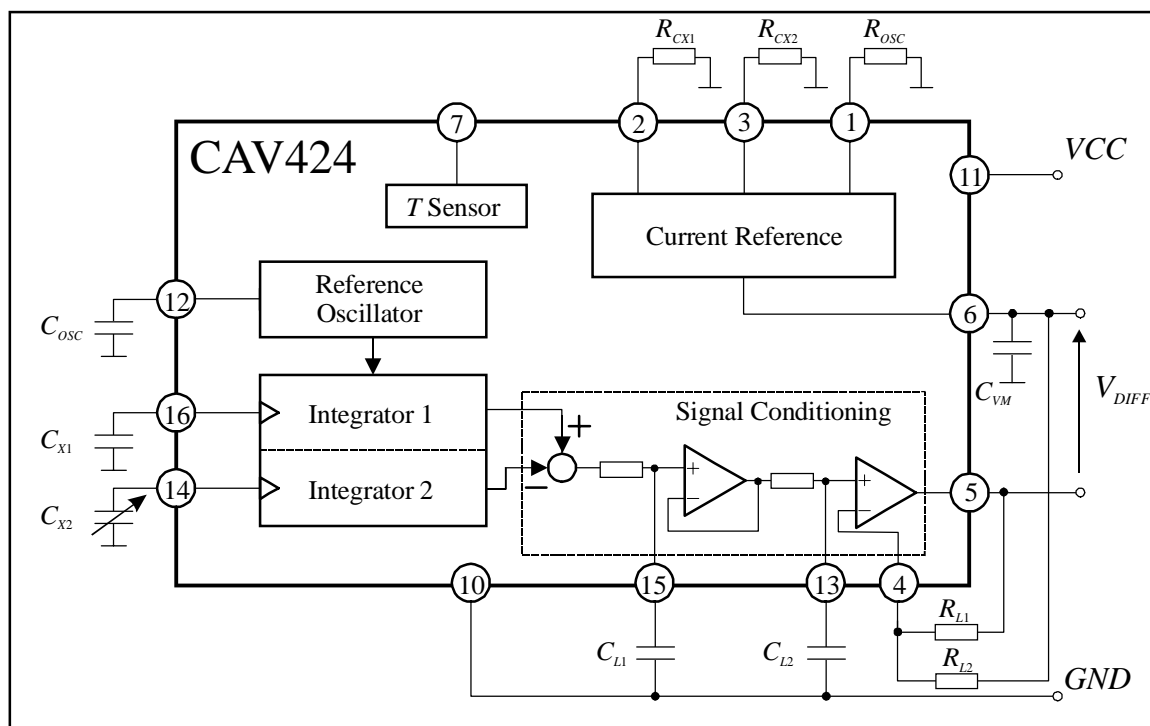 R_CX1 R_CX2 R_OSC
7 2 3 1
CAV424
VCC
11
T Sensor
Current Reference
12
Reference
Oscillator
6
C_OSC
C_VM
V_DIFF
16
Integrator 1
Signal Conditioning
C_X1
+
14
Integrator 2
−
+ −
+ −
5
C_X2
10 15 13 4
R_L1
C_L1 C_L2
R_L2
GND